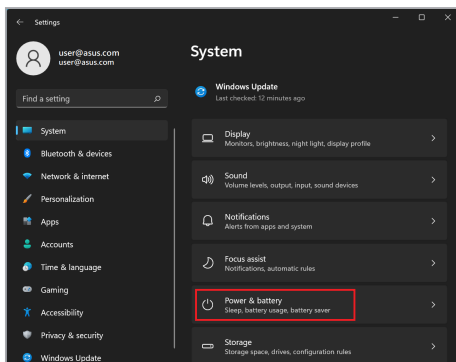 Settings
user@asus.com
user@asus.com
Find a setting
System
Bluetooth & devices
Network & internet
Personalization
Apps
Accounts
Time & language
Gaming
Accessibility
Privacy & security
Windows Update
System
Windows Update
Last checked: 12 minutes ago
Display
Monitors, brightness, night light, display profile
Sound
Volume levels, output, input, sound devices
Notifications
Alerts from apps and system
Focus assist
Notifications, automatic rules
Power & battery
Sleep, battery usage, battery saver
Storage
Storage space, drives, configuration rules